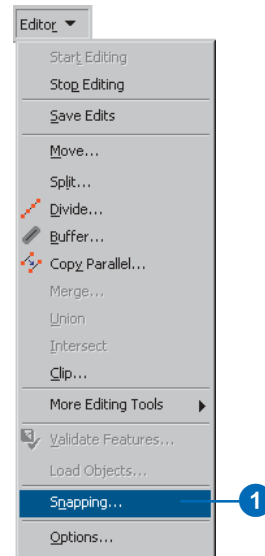 Editor
Start Editing
Stop Editing
Save Edits
Move...
Split...
Divide...
Buffer...
Copy Parallel...
Merge...
Union
Intersect
Clip...
More Editing Tools
Validate Features...
Load Objects...
Snapping...
1
Options...